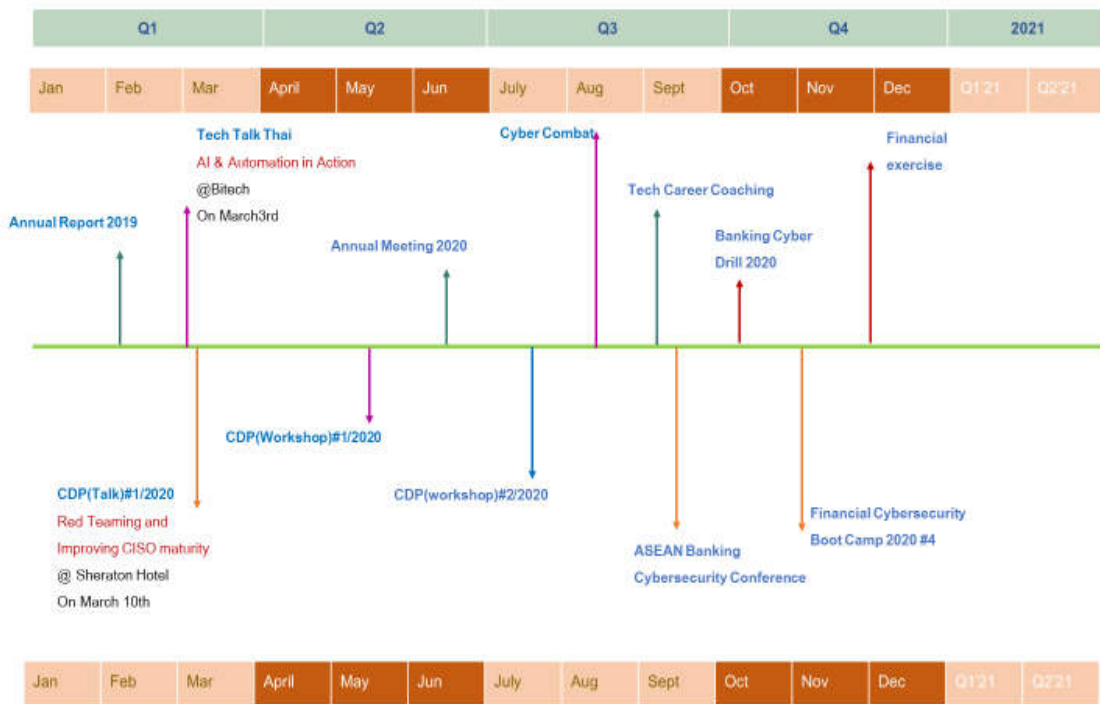 Q1 Q2 Q3 Q4 2021
Jan Feb Mar April May Jun July Aug Sept Oct Nov Dec Q1'21 Q2'21
Tech Talk Thai
AI & Automation in Action
@Bitech
On March3rd
Cyber Combat
Financial
exercise
Tech Career Coaching
Annual Report 2019
Annual Meeting 2020
Banking Cyber
Drill 2020
CDP(Workshop)#1/2020
CDP(Talk)#1/2020
Red Teaming and
Improving CISO maturity
@ Sheraton Hotel
On March 10th
CDP(workshop)#2/2020
ASEAN Banking
Cybersecurity Conference
Financial Cybersecurity
Boot Camp 2020 #4
Jan Feb Mar April May Jun July Aug Sept Oct Nov Dec Q1'21 Q2'21